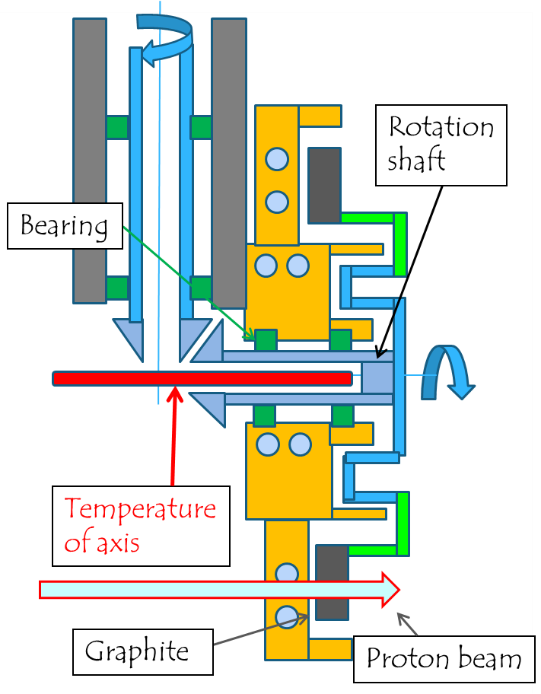 Rotation
shaft
Bearing
Temperature
of axis
Graphite
Proton beam